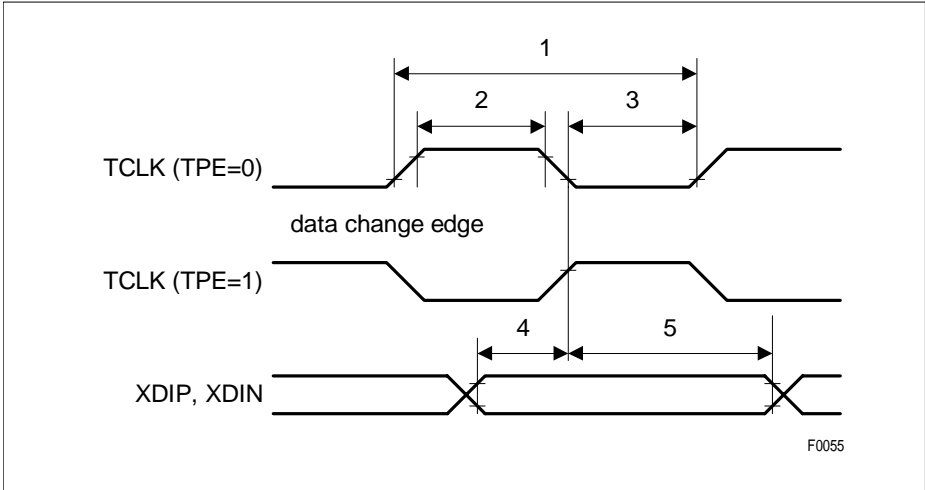 1
2
3
TCLK (TPE=0)
data change edge
TCLK (TPE=1)
4
5
XDIP, XDIN
F0055